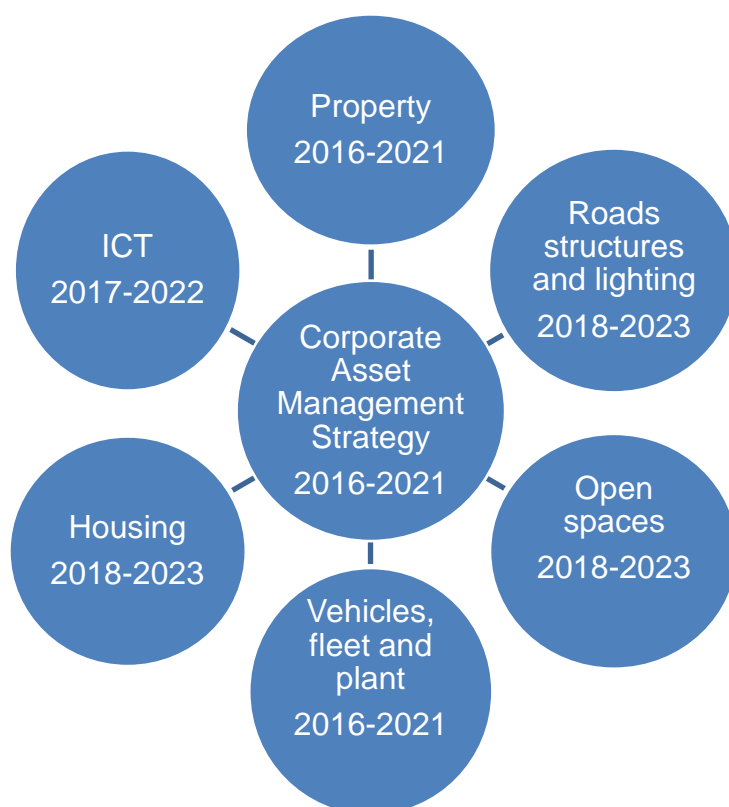 Property
2016-2021
Roads
structures
and lighting
2018-2023
Open
spaces
2018-2023
Vehicles,
fleet and
plant
2016-2021
Housing
2018-2023
ICT
2017-2022
Corporate
Asset
Management
Strategy
2016-2021